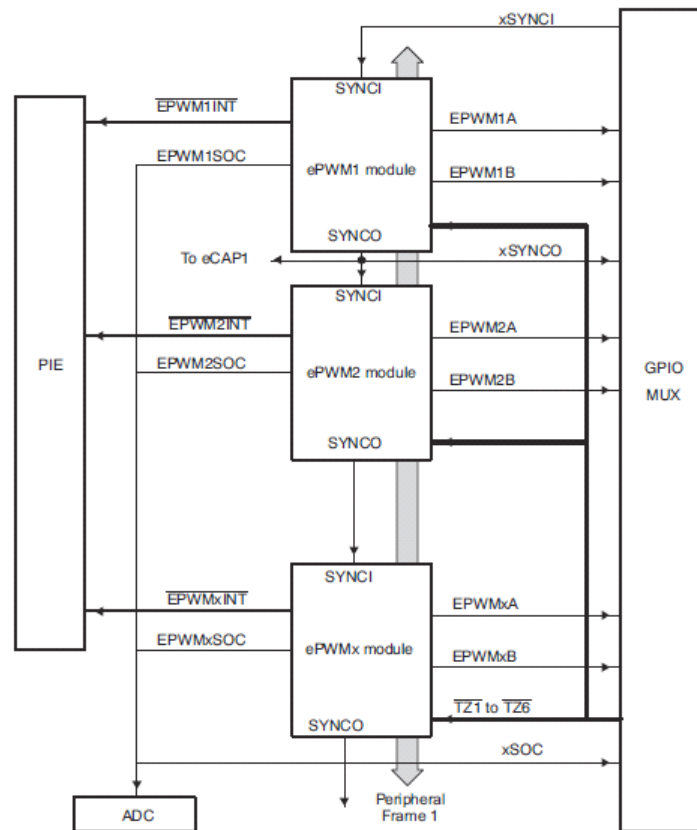 xSYNCI
SYNCI
EPWM1INT
EPWM1A
EPWM1SOC
ePWM1 module
EPWM1B
SYNCO
To eCAP1
xSYNCO
SYNCI
EPWM2INT
EPWM2A
PIE
EPWM2SOC
ePWM2 module
GPIO
MUX
EPWM2B
SYNCO
SYNCI
EPWMxINT
EPWMxA
EPWMxSOC
ePWMx module
EPWMxB
TZ1 to TZ6
SYNCO
xSOC
ADC
Peripheral
Frame 1